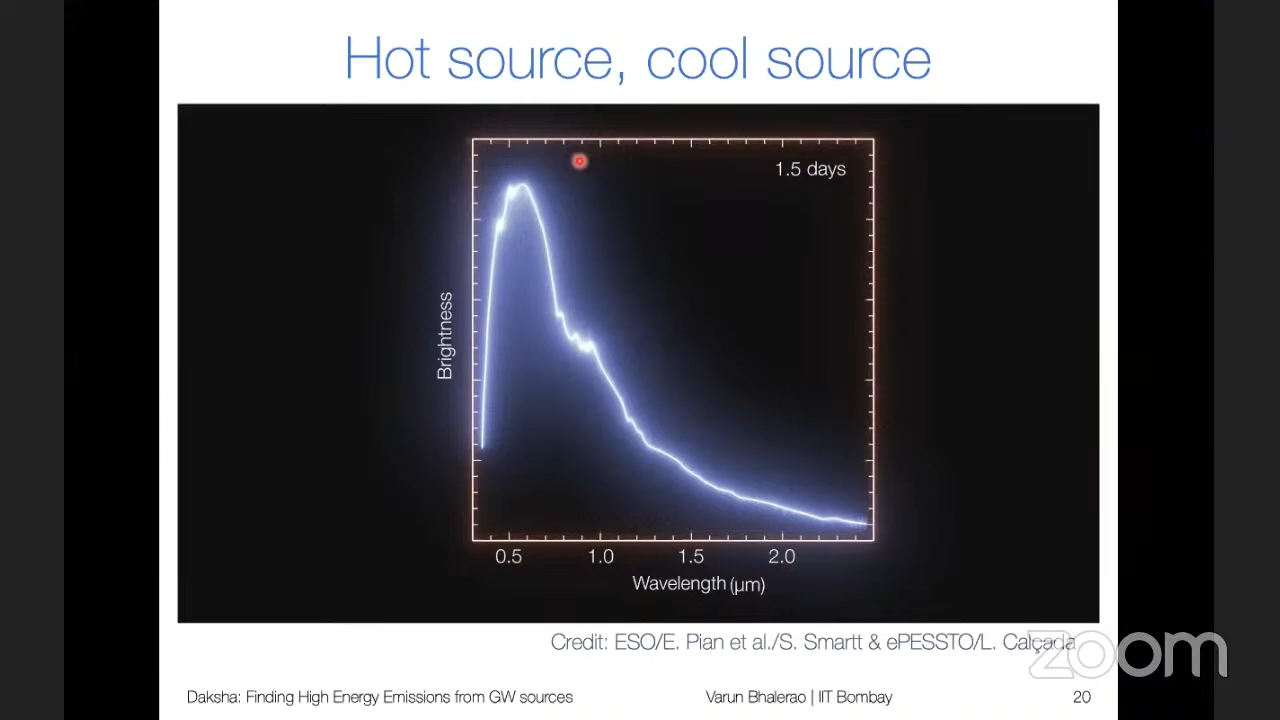 Hot source, cool source
1.5 days
Brightness
0.5 1.0 1.5 2.0
Wavelength (μm)
Credit: ESO/E. Pian et al./S. Smartt & ePESSTO/L. Calçada
zoom
Daksha: Finding High Energy Emissions from GW sources Varun Bhalerao | IIT Bombay 20